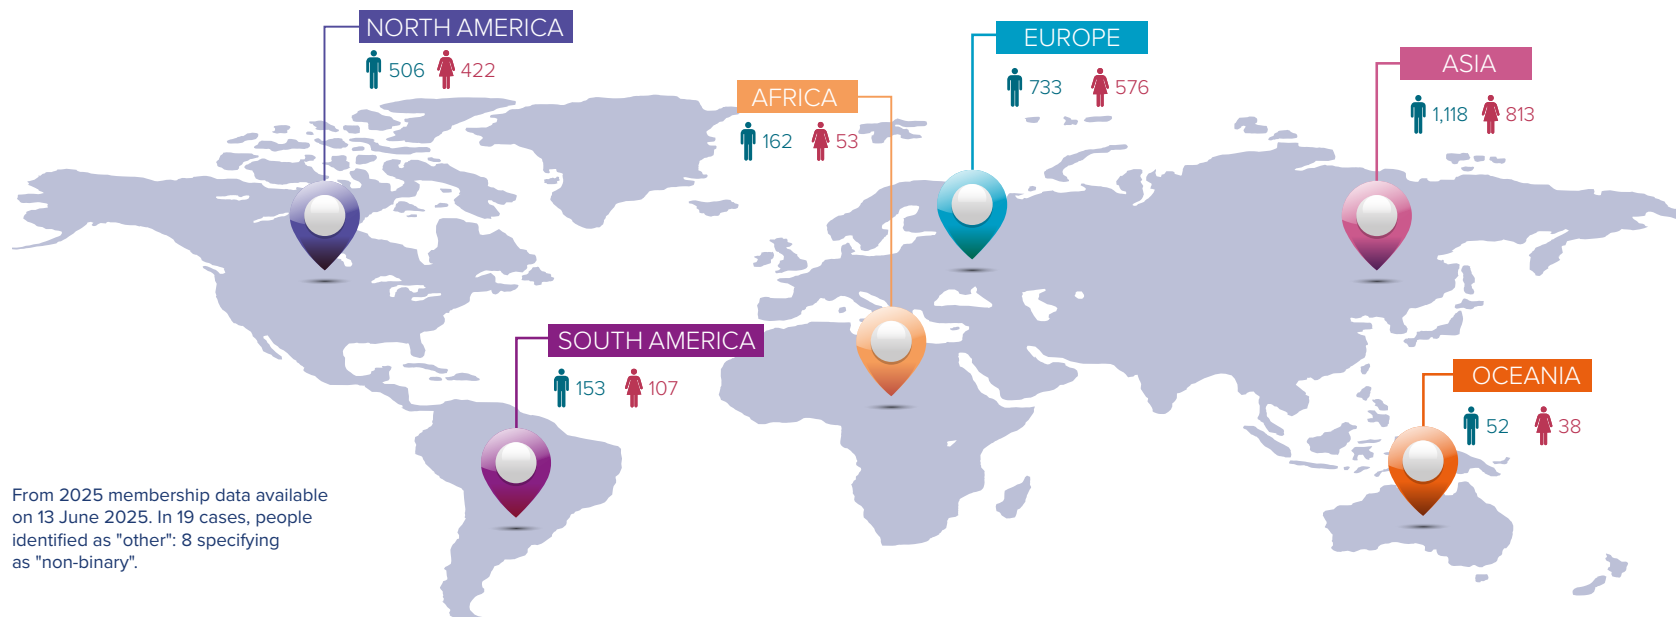 NORTH AMERICA
506 422
EUROPE
733 576
ASIA
1,118 813
AFRICA
162 53
SOUTH AMERICA
153 107
OCEANIA
52 38
From 2025 membership data available
on 13 June 2025. In 19 cases, people
identified as "other": 8 specifying
as "non-binary".